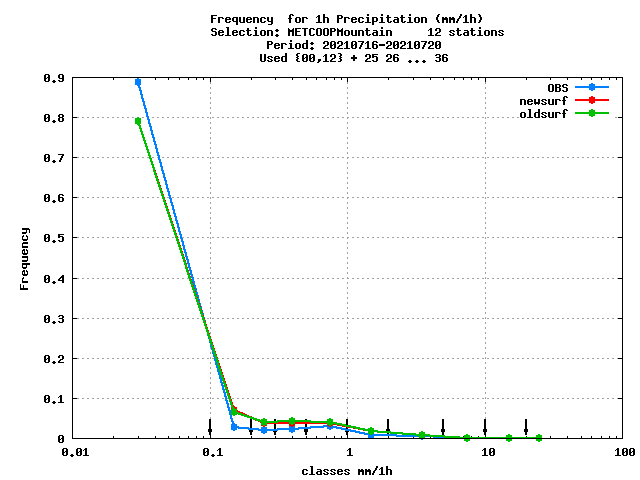 Frequency  for 1h Precipitation (mm/1h)
Selection: METCOOPMountain     12 stations
Period: 20210716-20210720
Used {00,12} + 25 26 ... 36
OBS
newsurf
oldsurf
0.9
0.8
0.7
0.6
0.5
0.4
0.3
0.2
0.1
0
Frequency
0.01
0.1
1
10
100
classes mm/1h